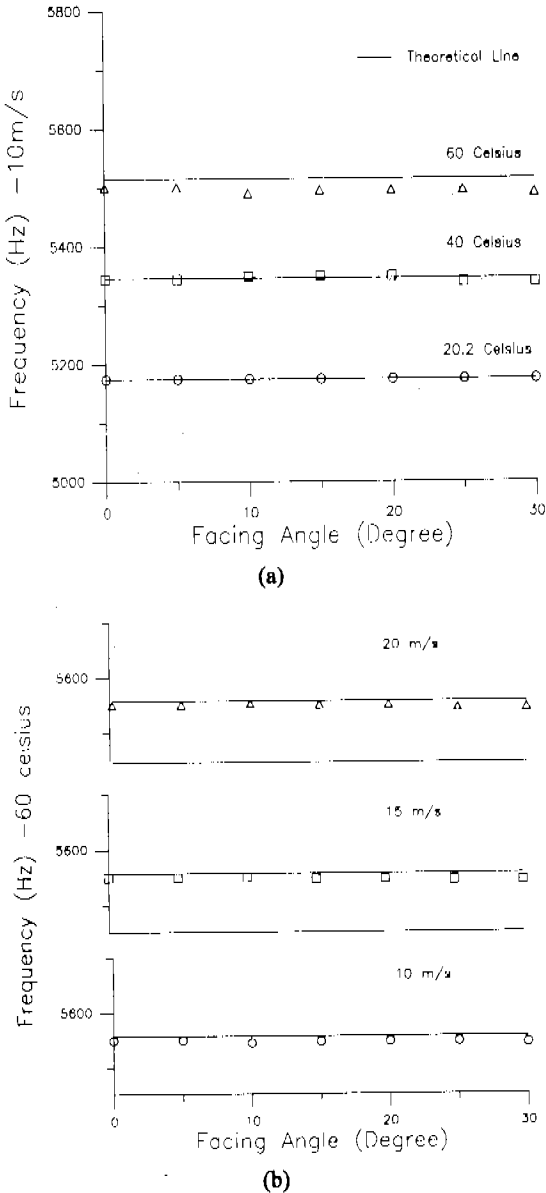 5800
Theoretical Line
5600
60 Celsius
40 Celsius
5400
20.2 Celsius
5200
5000
Frequency (Hz) -10m/s
0 10 20 30
Facing Angle (Degree)
(a)
20 m/s
5600
15 m/s
5600
10 m/s
5600
Frequency (Hz) -60 celsius
0 10 20 30
Facing Angle (Degree)
(b)